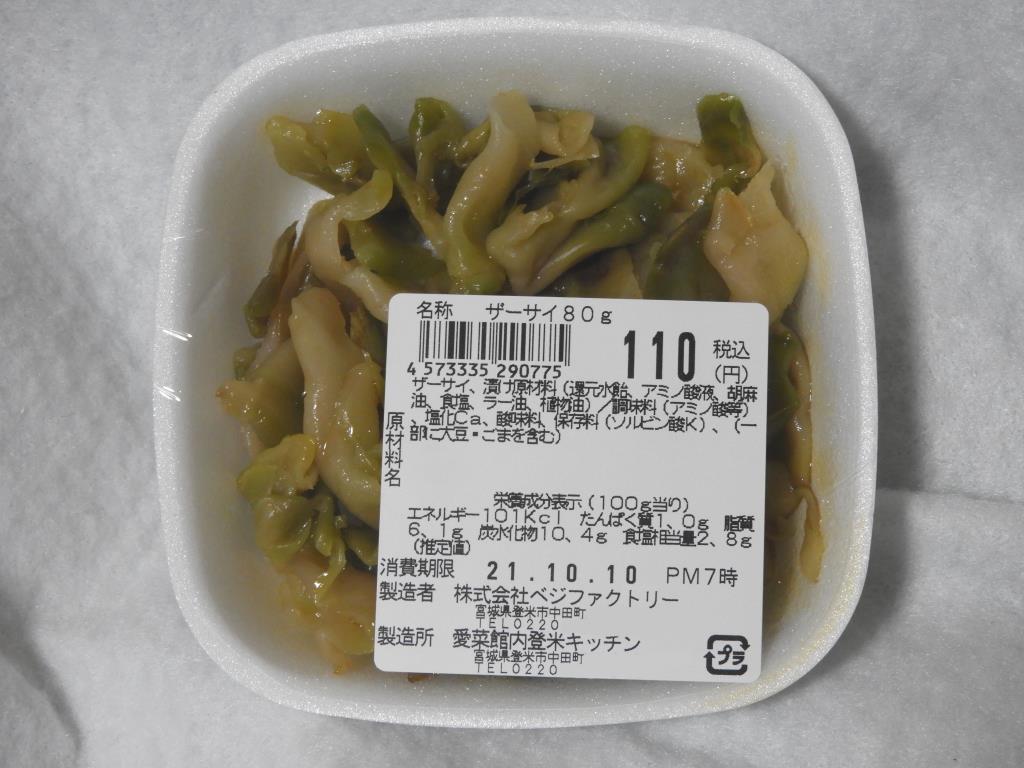 名称 ザーサイ80g
4 573335 290775
110 税込(円)
原材料名
ザーサイ、漬け原材料(還元水飴、アミノ酸液、胡麻
油、食塩、ラー油、植物油)/調味料(アミノ酸等)
、塩化Ca、酸味料、保存料(ソルビン酸K)、(一
部に大豆・ごまを含む)
栄養成分表示(100g当り)
エネルギー101Kcl たんぱく質1、0g 脂質
6、1g 炭水化物10、4g 食塩相当量2、8g
(推定値)
消費期限 21.10.10 PM7時
製造者 株式会社ベジファクトリー
宮城県登米市中田町
TEL0220
製造所 愛菜館内登米キッチン
宮城県登米市中田町
TEL0220
プラ